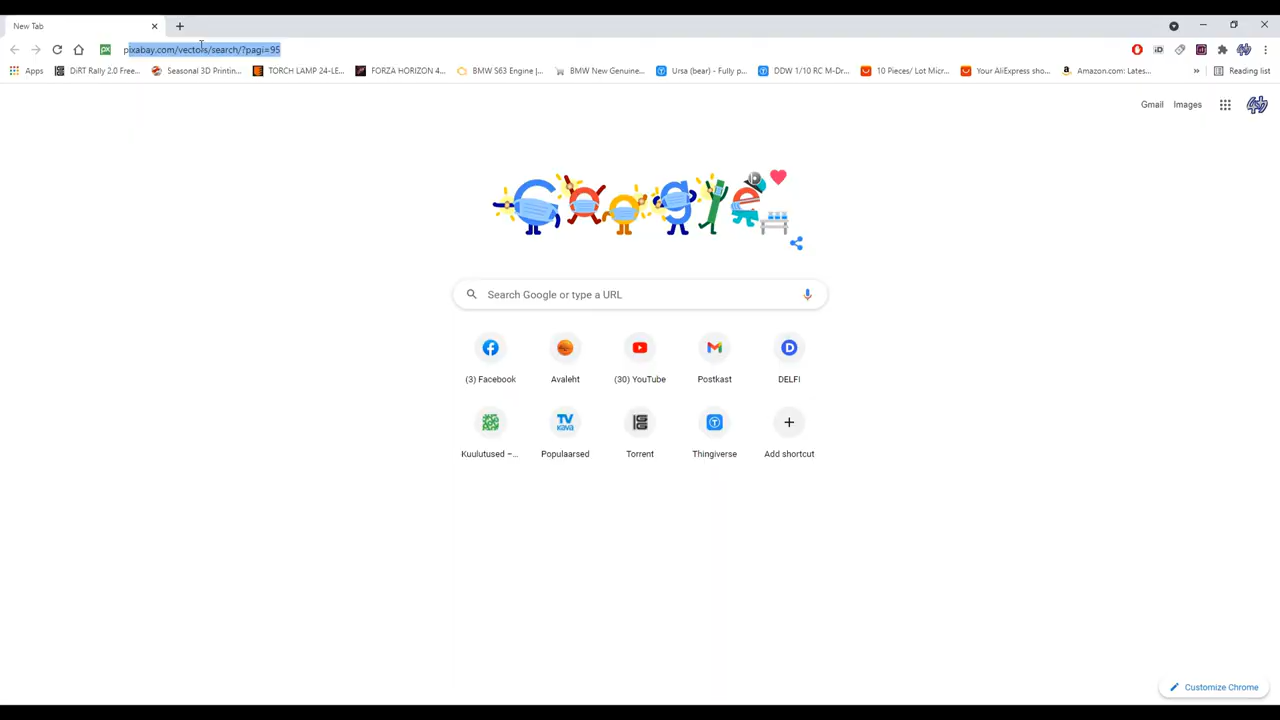 New Tab
pixabay.com/vectors/search/?pagi=95
Apps DiRT Rally 2.0 Free... Seasonal 3D Printin... TORCH LAMP 24-LE... FORZA HORIZON 4... BMW S63 Engine |... BMW New Genuine... Ursa (bear) - Fully p... DDW 1/10 RC M-Dr... 10 Pieces/ Lot Micr... Your AliExpress sho... Amazon.com: Lates... » Reading list
Gmail Images
Google
Search Google or type a URL
(3) Facebook Avaleht (30) YouTube Postkast DELFI
Kuulutused –... Populaarsed Torrent Thingiverse Add shortcut
Customize Chrome